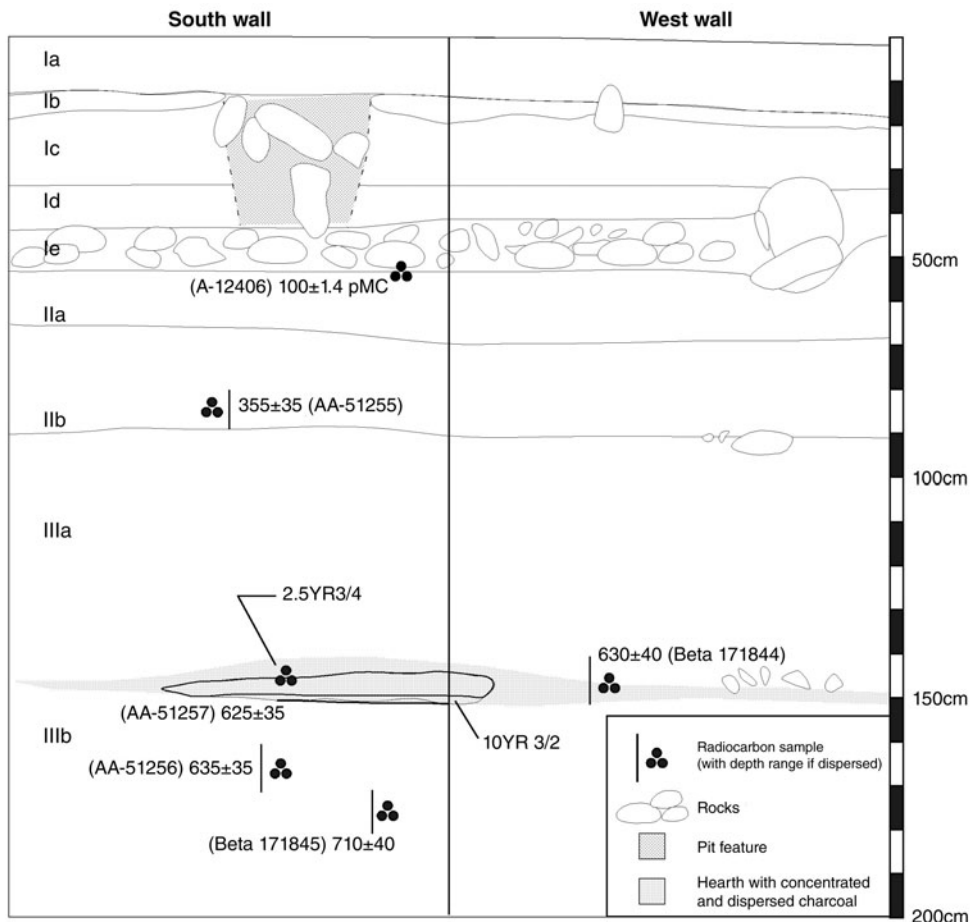 South wall
West wall
Ia
Ib
Ic
Id
Ie
50cm
(A-12406) 100±1.4 pMC
IIa
355±35 (AA-51255)
IIb
100cm
IIIa
2.5YR3/4
630±40 (Beta 171844)
150cm
(AA-51257) 625±35
IIIb
10YR 3/2
(AA-51256) 635±35
(Beta 171845) 710±40
Radiocarbon sample
(with depth range if dispersed)
Rocks
Pit feature
Hearth with concentrated
and dispersed charcoal
200cm